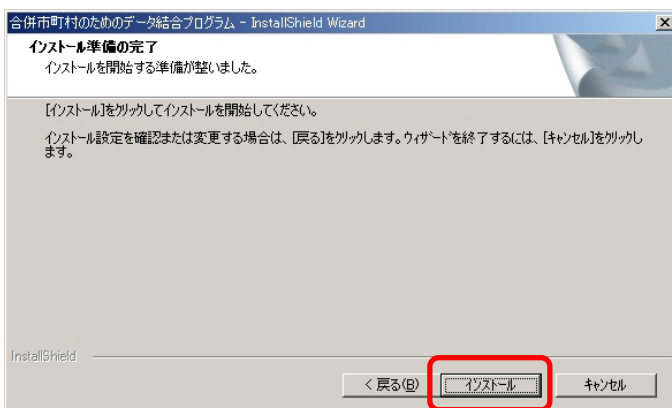 合併市町村のためのデータ結合プログラム - InstallShield Wizard
インストール準備の完了
インストールを開始する準備が整いました。
[インストール]をクリックしてインストールを開始してください。
インストール設定を確認または変更する場合は、[戻る]をクリックします。ウィザードを終了するには、[キャンセル]をクリックし
ます。
InstallShield
< 戻る(B)
インストール
キャンセル